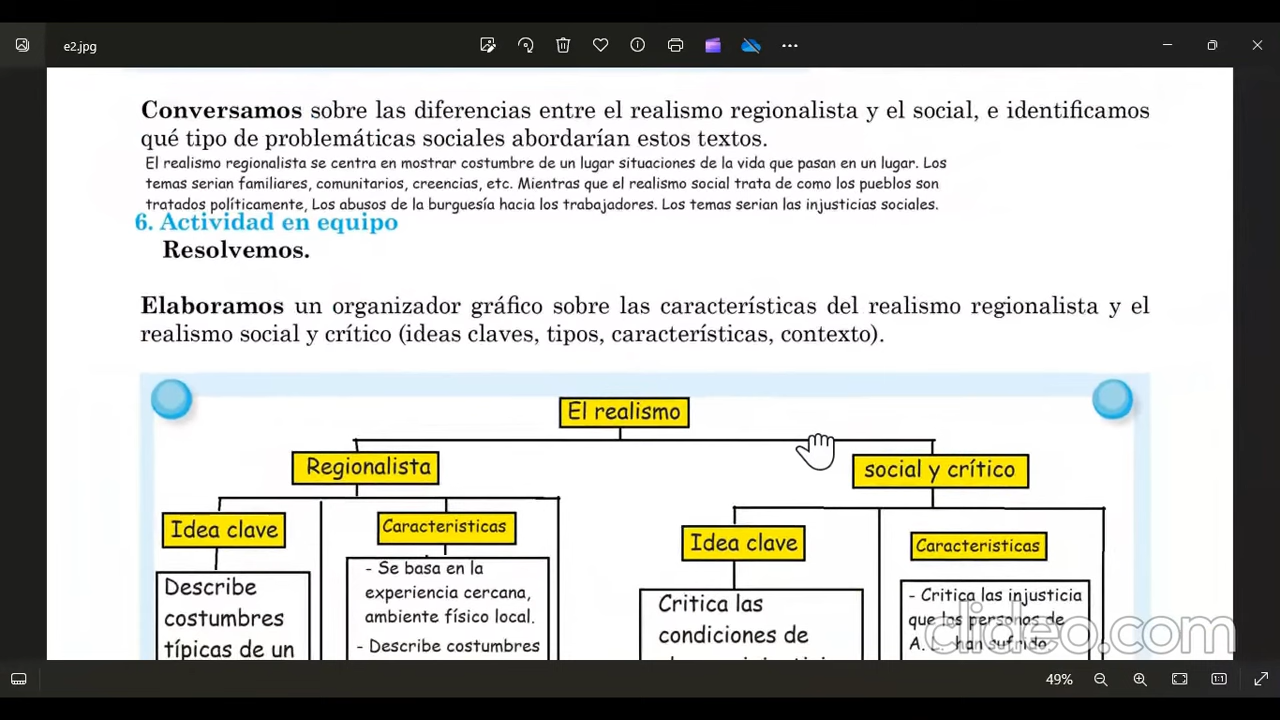 e2.jpg
Conversamos sobre las diferencias entre el realismo regionalista y el social, e identificamos
qué tipo de problemáticas sociales abordarían estos textos.
El realismo regionalista se centra en mostrar costumbre de un lugar situaciones de la vida que pasan en un lugar. Los
temas serian familiares, comunitarios, creencias, etc. Mientras que el realismo social trata de como los pueblos son
tratados políticamente, Los abusos de la burguesía hacia los trabajadores. Los temas serian las injusticias sociales.
6. Actividad en equipo
Resolvemos.
Elaboramos un organizador gráfico sobre las características del realismo regionalista y el
realismo social y crítico (ideas claves, tipos, características, contexto).
El realismo
Regionalista
social y crítico
Idea clave
Caracteristicas
Idea clave
Caracteristicas
Describe
costumbres
típicas de un
- Se basa en la
experiencia cercana,
ambiente físico local.
- Describe costumbres
Critica las
condiciones de
- Critica las injusticia
que las personas de
han sufrido
clideo.com
49%
1:1